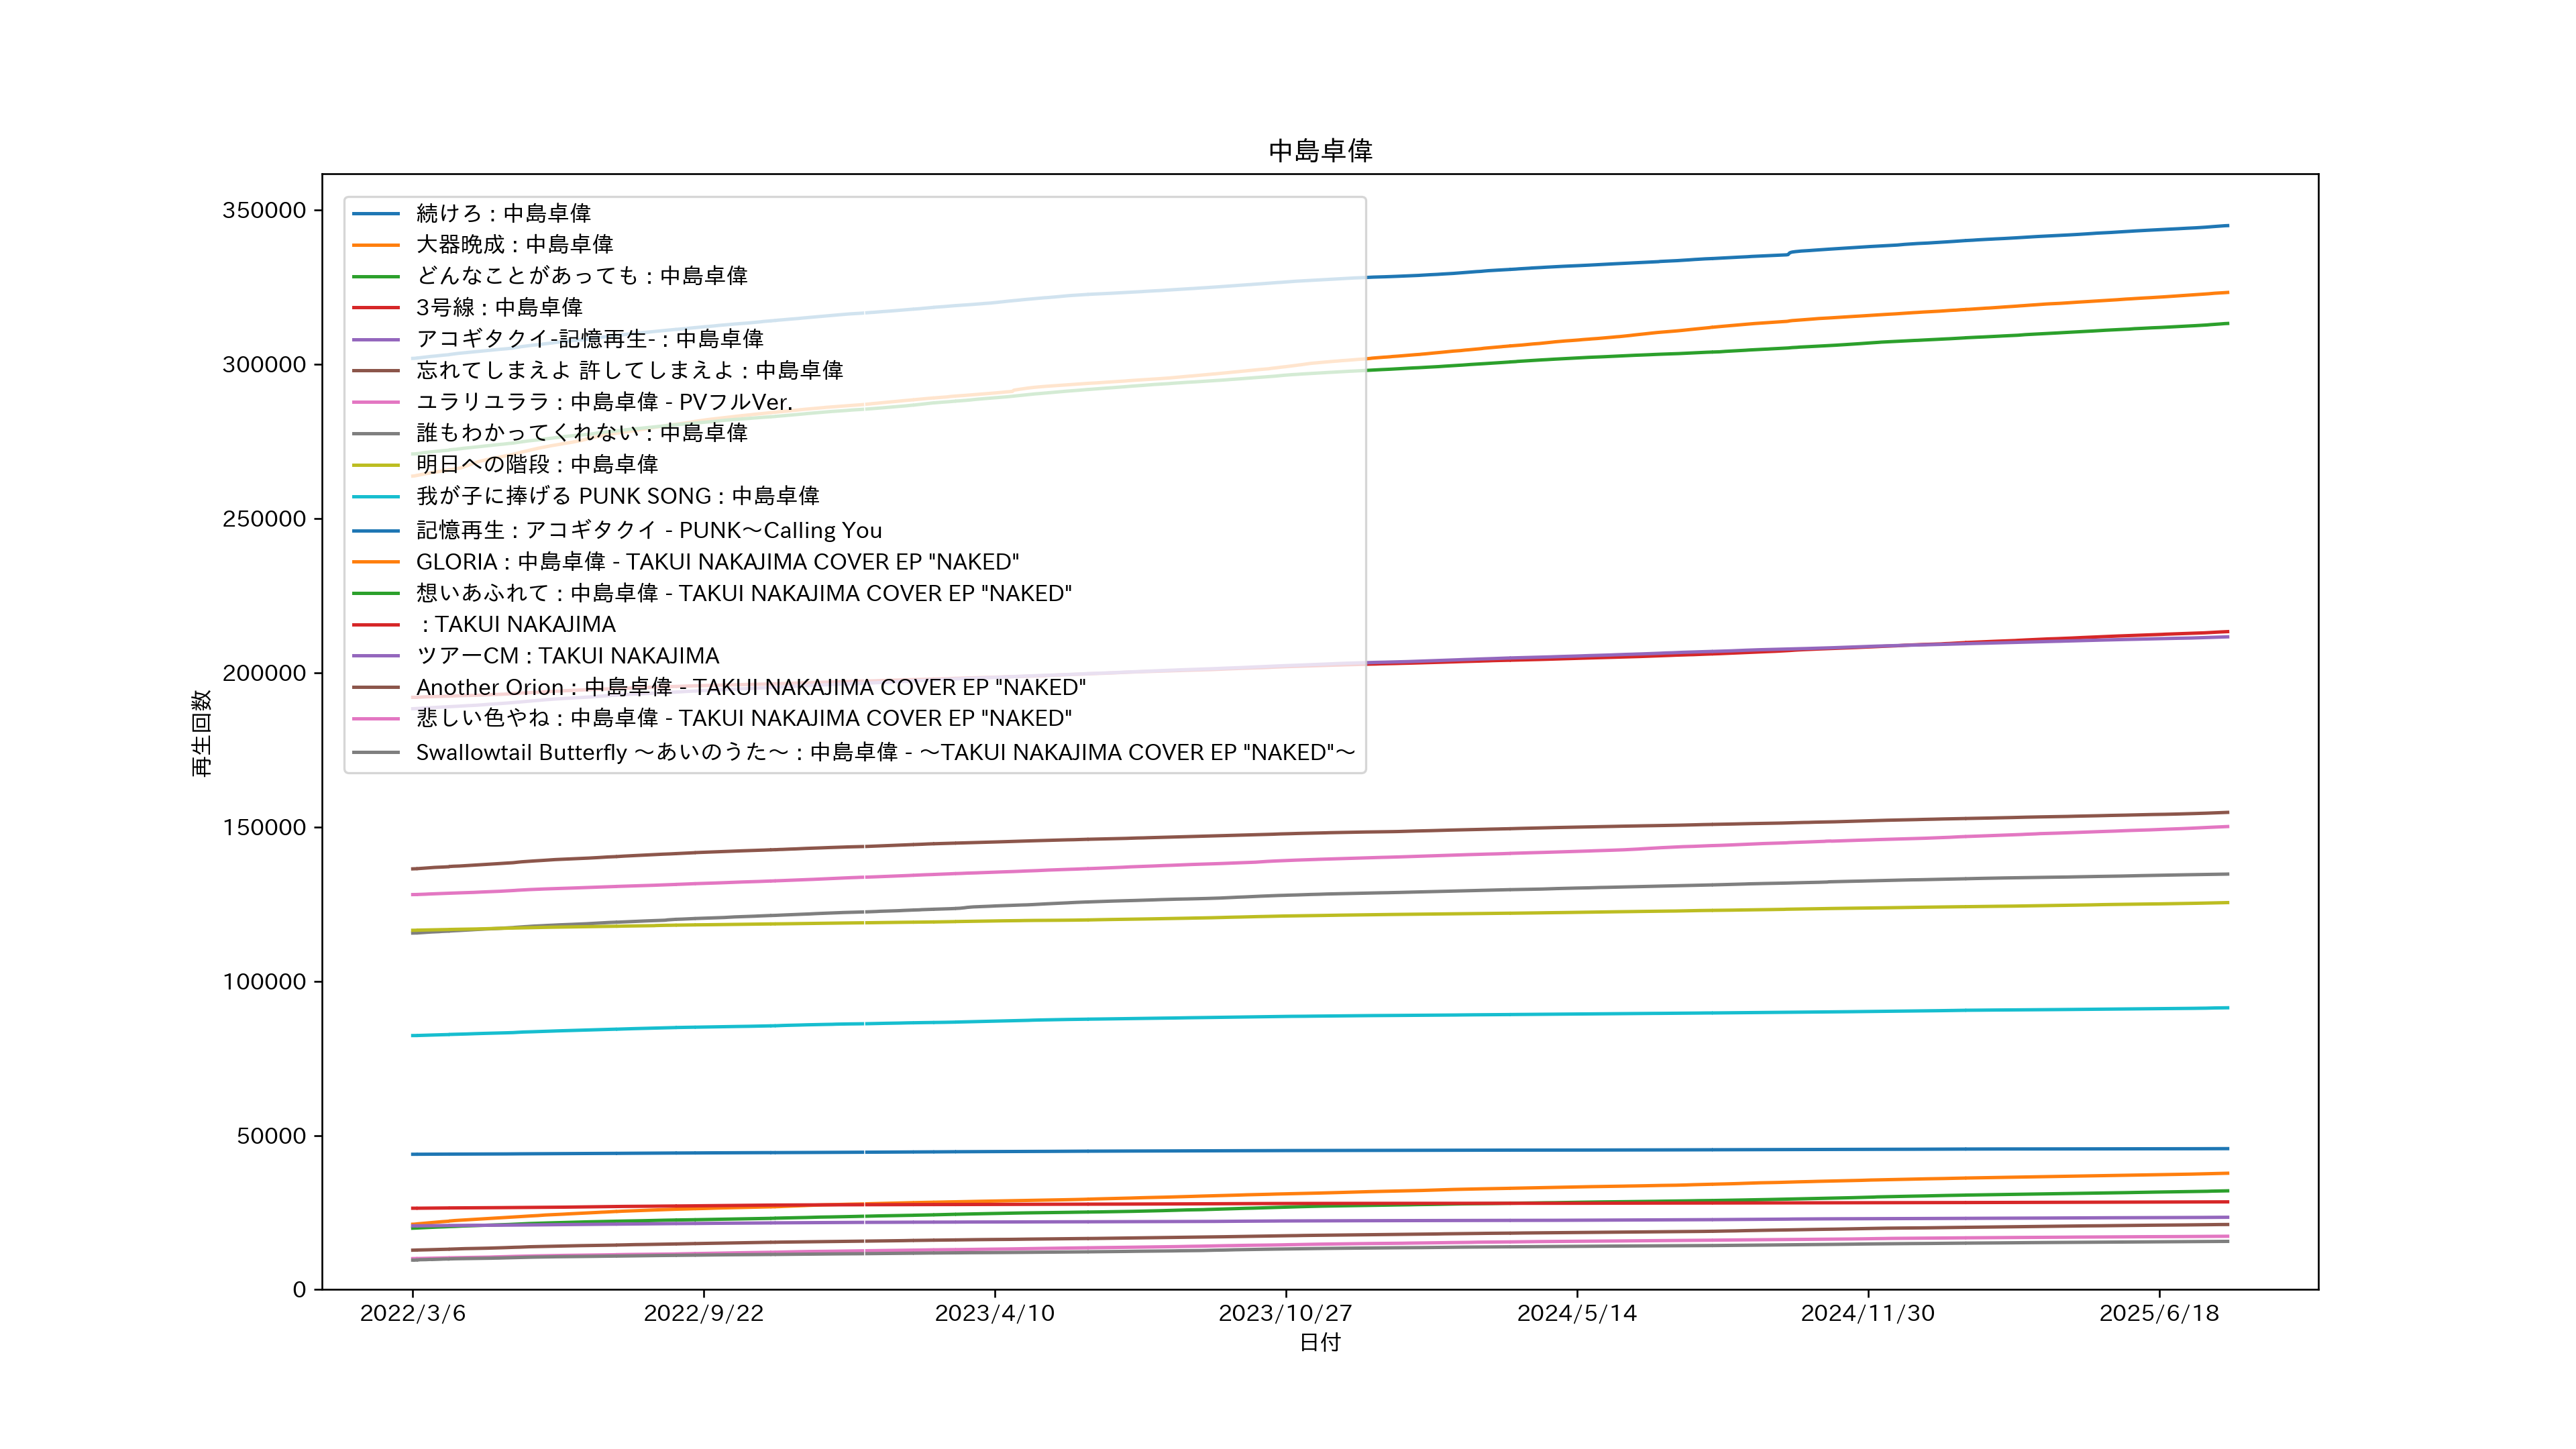 中島卓偉
350000
300000
250000
200000
150000
100000
50000
0
再生回数
続けろ : 中島卓偉
大器晩成 : 中島卓偉
どんなことがあっても : 中島卓偉
3号線 : 中島卓偉
アコギタクイ-記憶再生- : 中島卓偉
忘れてしまえよ 許してしまえよ : 中島卓偉
ユラリユララ : 中島卓偉 - PVフルVer.
誰もわかってくれない : 中島卓偉
明日への階段 : 中島卓偉
我が子に捧げる PUNK SONG : 中島卓偉
記憶再生 : アコギタクイ - PUNK～Calling You
GLORIA : 中島卓偉 - TAKUI NAKAJIMA COVER EP "NAKED"
想いあふれて : 中島卓偉 - TAKUI NAKAJIMA COVER EP "NAKED"
: TAKUI NAKAJIMA
ツアーCM : TAKUI NAKAJIMA
Another Orion : 中島卓偉 - TAKUI NAKAJIMA COVER EP "NAKED"
悲しい色やね : 中島卓偉 - TAKUI NAKAJIMA COVER EP "NAKED"
Swallowtail Butterfly ～あいのうた～ : 中島卓偉 - ～TAKUI NAKAJIMA COVER EP "NAKED"～
2022/3/6
2022/9/22
2023/4/10
2023/10/27
2024/5/14
2024/11/30
2025/6/18
日付